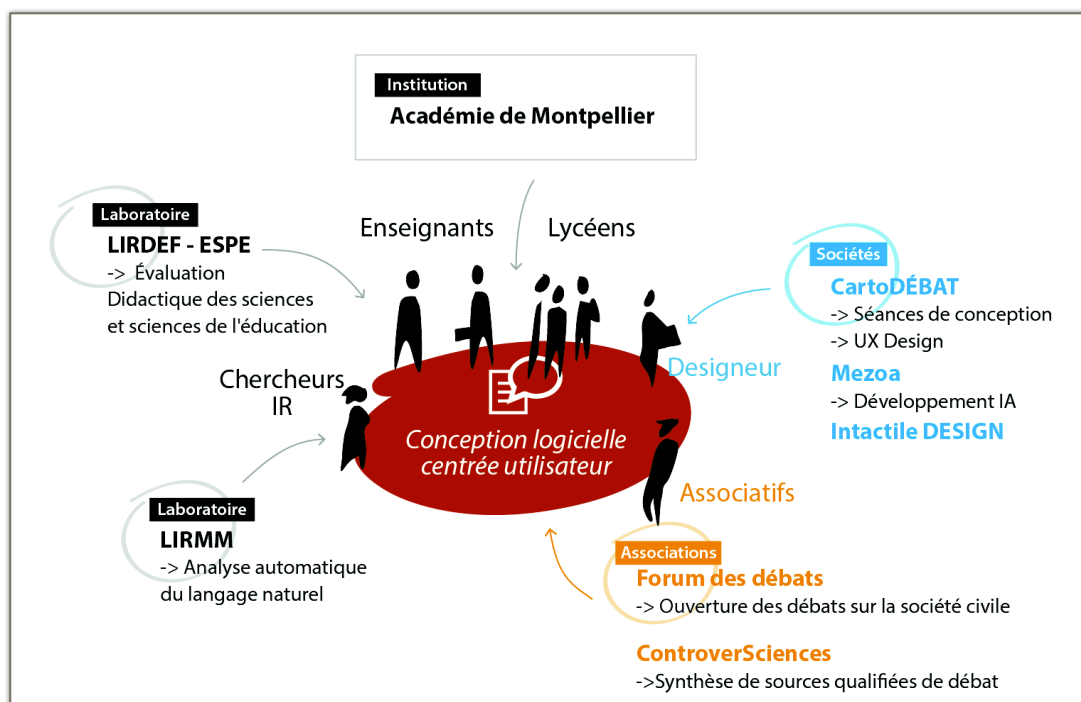 Institution
Académie de Montpellier
Laboratoire
LIRDEF - ESPE
-> Évaluation
Didactique des sciences
et sciences de l'éducation
Enseignants
Lycéens
Sociétés
CartoDÉBAT
-> Séances de conception
-> UX Design
Mezoa
-> Développement IA
Intactile DESIGN
Designeur
Chercheurs
IR
Conception logicielle
centrée utilisateur
Associatifs
Laboratoire
LIRMM
-> Analyse automatique
du langage naturel
Associations
Forum des débats
-> Ouverture des débats sur la société civile
ControverSciences
->Synthèse de sources qualifiées de débat